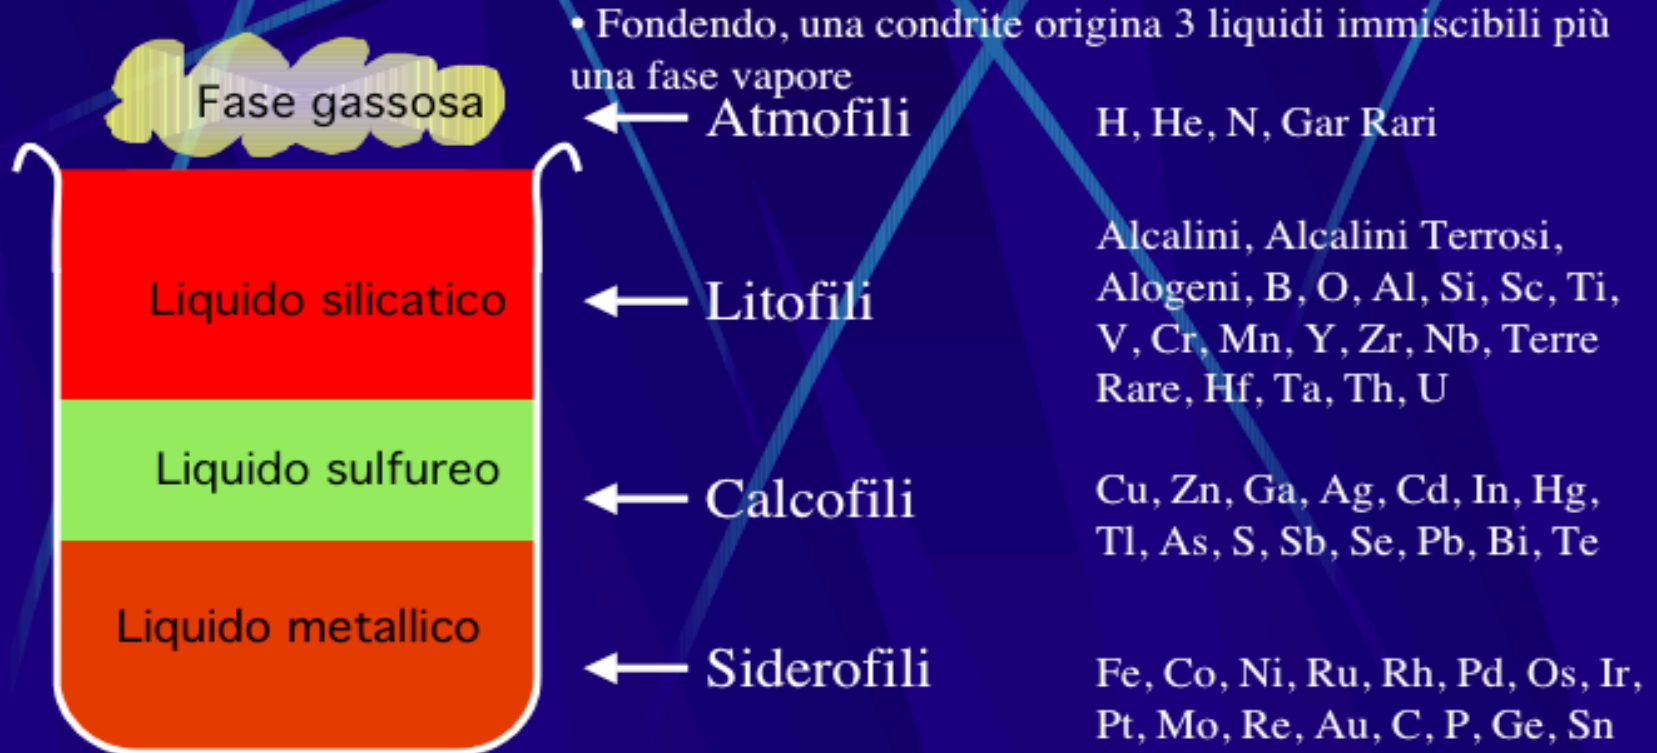 • Fondendo, una condrite origina 3 liquidi immiscibili più
una fase vapore
Fase gassosa
Atmofili
H, He, N, Gar Rari
Liquido silicatico
Litofili
Alcalini, Alcalini Terrosi,
Alogeni, B, O, Al, Si, Sc, Ti,
V, Cr, Mn, Y, Zr, Nb, Terre
Rare, Hf, Ta, Th, U
Liquido sulfureo
Calcofili
Cu, Zn, Ga, Ag, Cd, In, Hg,
Tl, As, S, Sb, Se, Pb, Bi, Te
Liquido metallico
Siderofili
Fe, Co, Ni, Ru, Rh, Pd, Os, Ir,
Pt, Mo, Re, Au, C, P, Ge, Sn